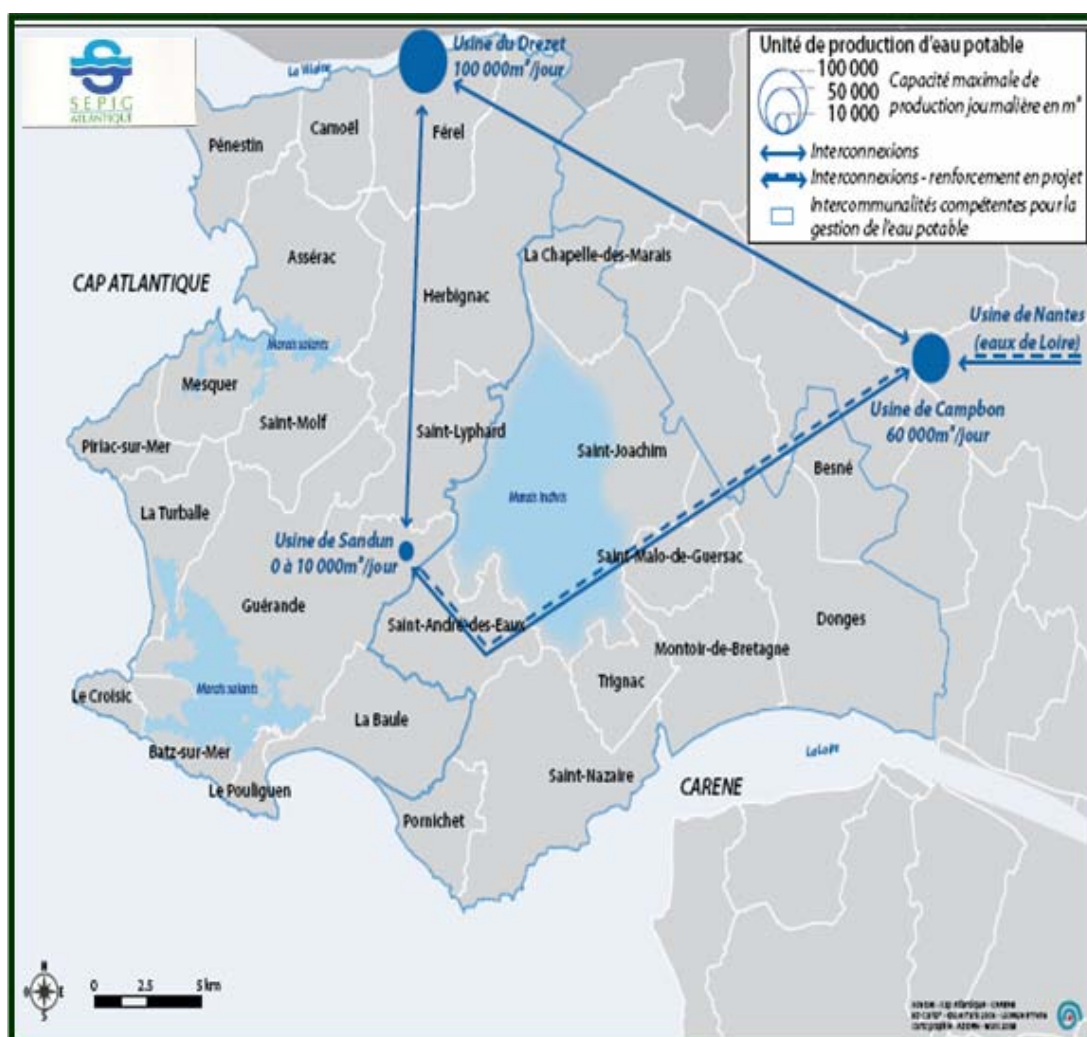 S.E.P.I.G
ATLANTIQUE
Usine du Drezet
100 000m³/jour
La Vilaine
Unité de production d'eau potable
100 000
50 000
10 000
Capacité maximale de
production journalière en m³
Interconnexions
Interconnexions - renforcement en projet
Intercommunalités compétentes pour la
gestion de l'eau potable
Pénestin
Camoël
Férel
Assérac
La Chapelle-des-Marais
CAP ATLANTIQUE
Herbignac
Usine de Nantes
(eaux de Loire)
Marais salants
Mesquer
Usine de Campbon
60 000m³/jour
Piriac-sur-Mer
Saint-Molf
Saint-Lyphard
Saint-Joachim
Besné
La Turballe
Marais Indivis
Usine de Sandun
0 à 10 000m³/jour
Saint-Malo-de-Guersac
Guérande
Saint-André-des-Eaux
Donges
Montoir-de-Bretagne
Trignac
Le Croisic
Marais salants
La Baule
Batz-sur-Mer
La Loire
Le Pouliguen
Saint-Nazaire
CARENE
Pornichet
N
O
E
S
0 2.5 5 km